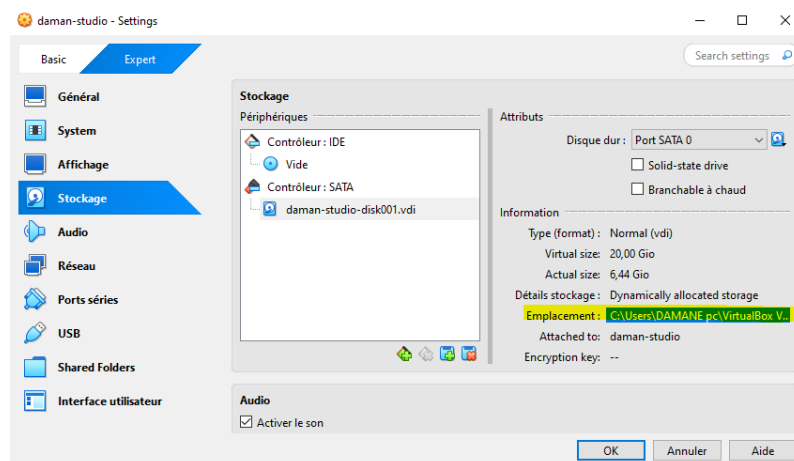 daman-studio - Settings
Basic
Expert
Search settings
Général
System
Affichage
Stockage
Audio
Réseau
Ports séries
USB
Shared Folders
Interface utilisateur
Stockage
Périphériques
Contrôleur : IDE
Vide
Contrôleur : SATA
daman-studio-disk001.vdi
Attributs
Disque dur : Port SATA 0
Solid-state drive
Branchable à chaud
Information
Type (format) : Normal (vdi)
Virtual size: 20,00 Gio
Actual size: 6,44 Gio
Détails stockage : Dynamically allocated storage
Emplacement : C:\Users\DAMANE pc\VirtualBox V...
Attached to: daman-studio
Encryption key: --
Audio
Activer le son
OK
Annuler
Aide